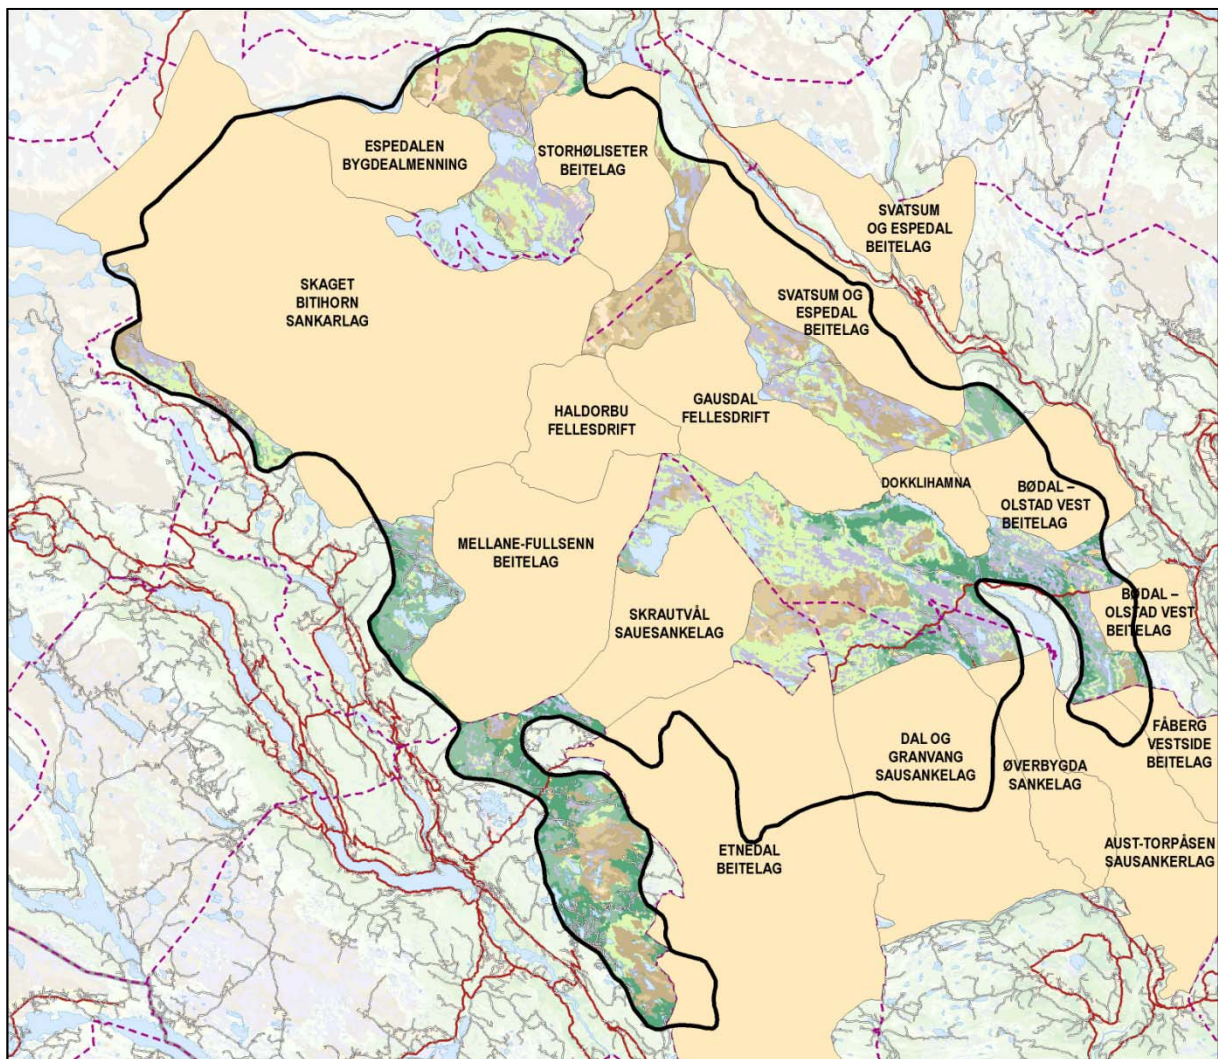 ESPEDALEN
BYGDEALMENNING
STORHØLISETER
BEITELAG
SVATSUM
OG ESPEDAL
BEITELAG
SKAGET
BITIHORN
SANKARLAG
SVATSUM OG
ESPEDAL
BEITELAG
HALDORBU
FELLESDRIFT
GAUSDAL
FELLESDRIFT
DOKKLIHAMNA
BØDAL –
OLSTAD VEST
BEITELAG
MELLANE-FULLSENN
BEITELAG
SKRAUTVÅL
SAUESANKELAG
BØDAL –
OLSTAD VEST
BEITELAG
DAL OG
GRANVANG
SAUSANKELAG
ØVERBYGDA
SANKELAG
FÅBERG
VESTSIDE
BEITELAG
ETNEDAL
BEITELAG
AUST-TORPÅSEN
SAUSANKERLAG